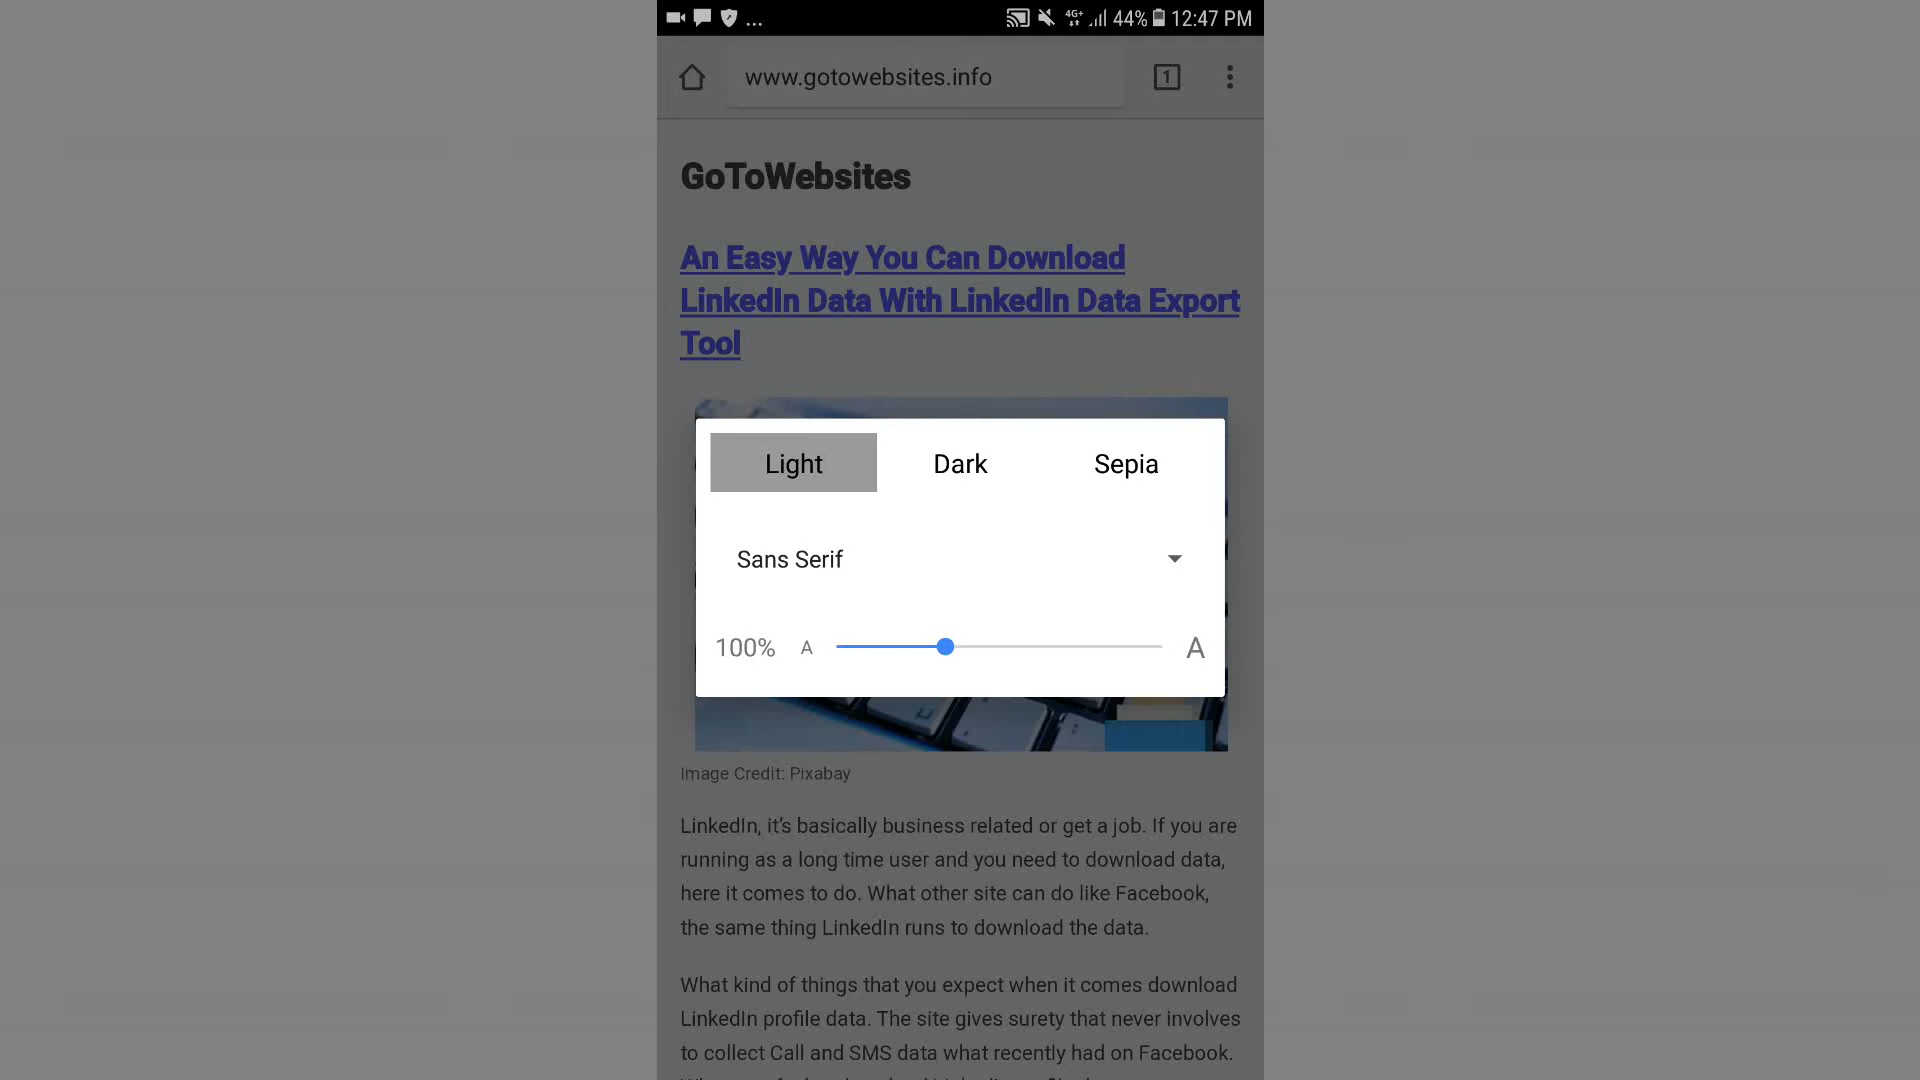 ... 4G+ 44% 12:47 PM
www.gotowebsites.info 1
GoToWebsites
An Easy Way You Can Download
LinkedIn Data With LinkedIn Data Export
Tool
Light Dark Sepia
Sans Serif
100% A A
Image Credit: Pixabay
LinkedIn, it's basically business related or get a job. If you are
running as a long time user and you need to download data,
here it comes to do. What other site can do like Facebook,
the same thing LinkedIn runs to download the data.
What kind of things that you expect when it comes download
LinkedIn profile data. The site gives surety that never involves
to collect Call and SMS data what recently had on Facebook.